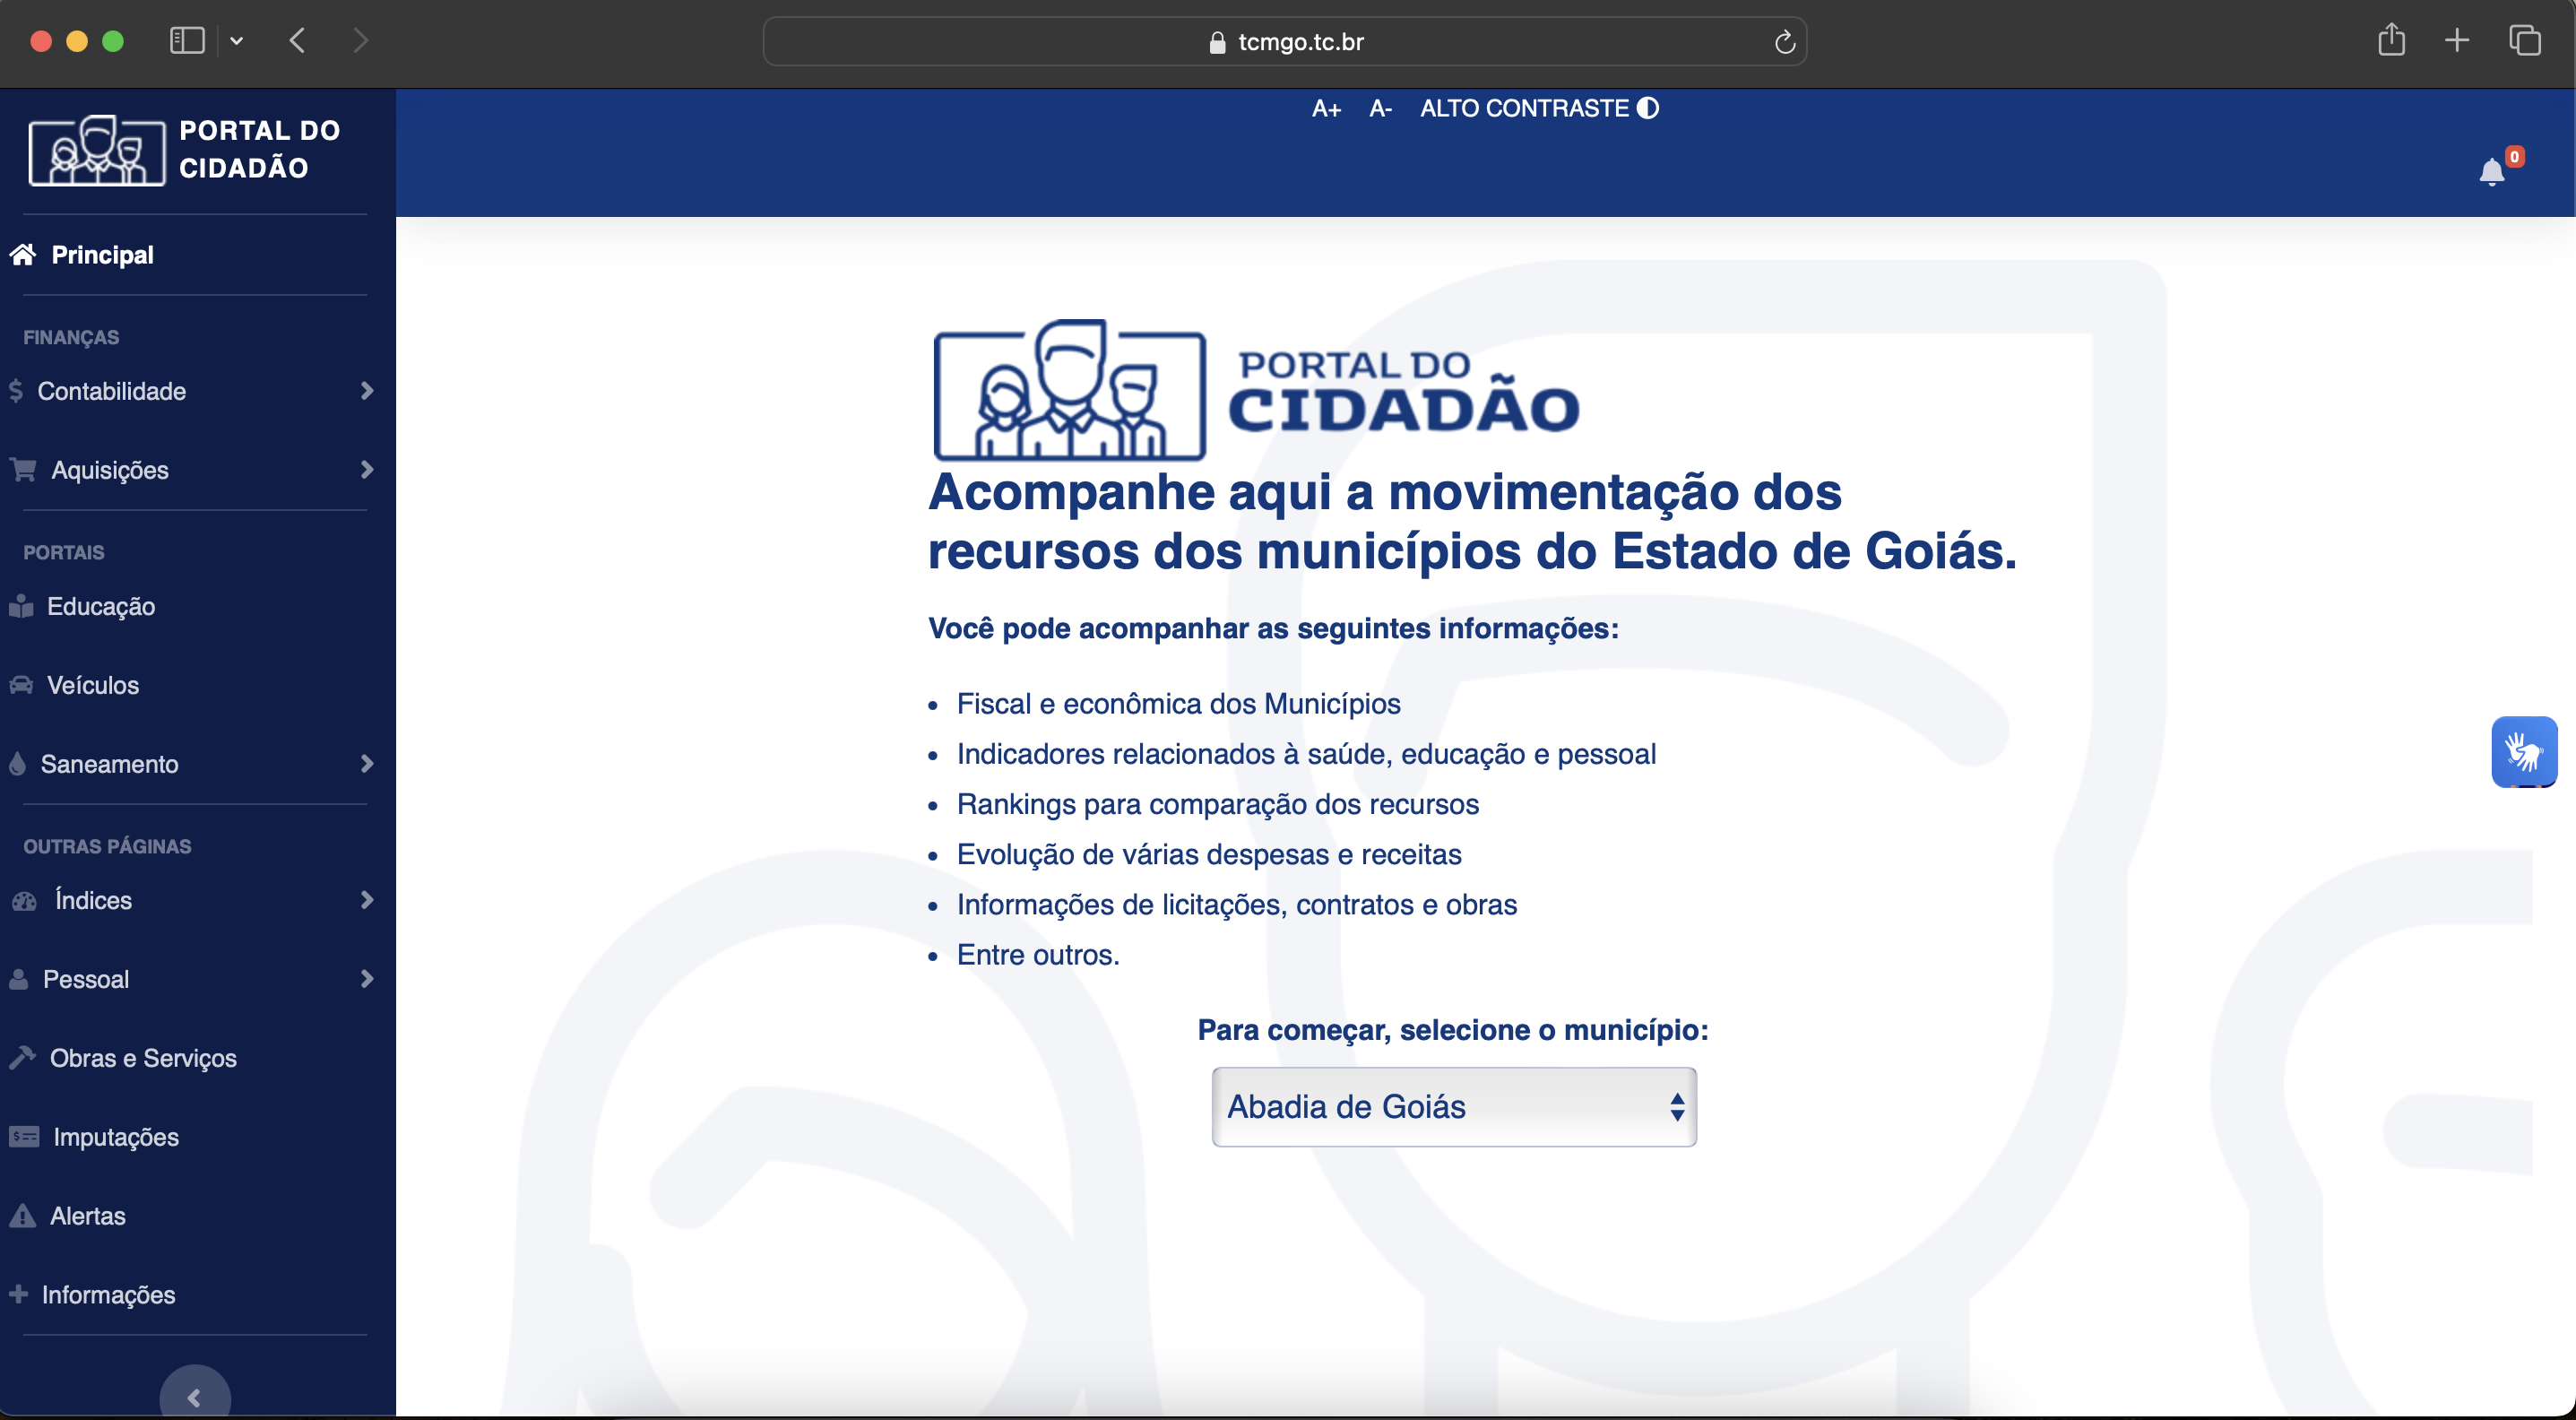 tcmgo.tc.br
A+ A- ALTO CONTRASTE
0
PORTAL DO
CIDADÃO
Principal
FINANÇAS
Contabilidade
Aquisições
PORTAIS
Educação
Veículos
Saneamento
OUTRAS PÁGINAS
Índices
Pessoal
Obras e Serviços
Imputações
Alertas
Informações
PORTAL DO
CIDADÃO
Acompanhe aqui a movimentação dos
recursos dos municípios do Estado de Goiás.
Você pode acompanhar as seguintes informações:
• Fiscal e econômica dos Municípios
• Indicadores relacionados à saúde, educação e pessoal
• Rankings para comparação dos recursos
• Evolução de várias despesas e receitas
• Informações de licitações, contratos e obras
• Entre outros.
Para começar, selecione o município:
Abadia de Goiás